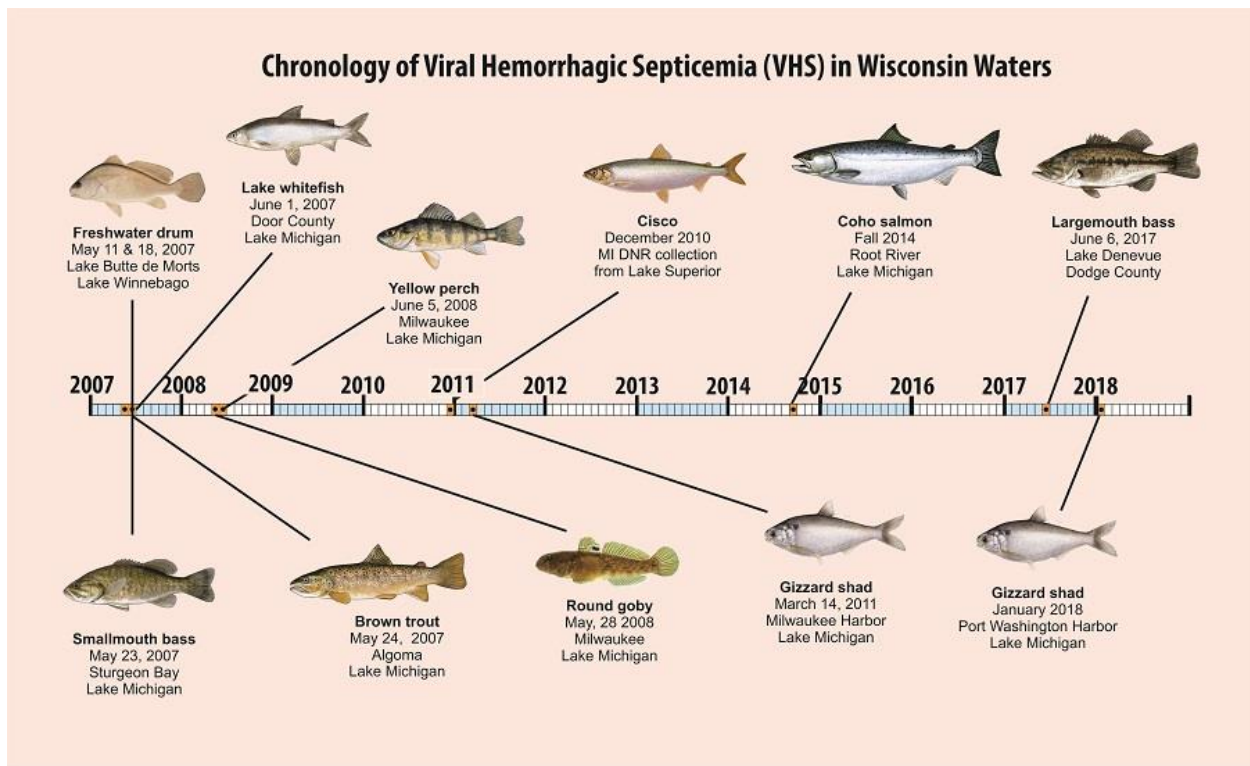 Chronology of Viral Hemorrhagic Septicemia (VHS) in Wisconsin Waters
Freshwater drum
May 11 & 18, 2007
Lake Butte de Morts
Lake Winnebago
Lake whitefish
June 1, 2007
Door County
Lake Michigan
Yellow perch
June 5, 2008
Milwaukee
Lake Michigan
Cisco
December 2010
MI DNR collection
from Lake Superior
Coho salmon
Fall 2014
Root River
Lake Michigan
Largemouth bass
June 6, 2017
Lake Denevue
Dodge County
2007 2008 2009 2010 2011 2012 2013 2014 2015 2016 2017 2018
Smallmouth bass
May 23, 2007
Sturgeon Bay
Lake Michigan
Brown trout
May 24, 2007
Algoma
Lake Michigan
Round goby
May, 28 2008
Milwaukee
Lake Michigan
Gizzard shad
March 14, 2011
Milwaukee Harbor
Lake Michigan
Gizzard shad
January 2018
Port Washington Harbor
Lake Michigan